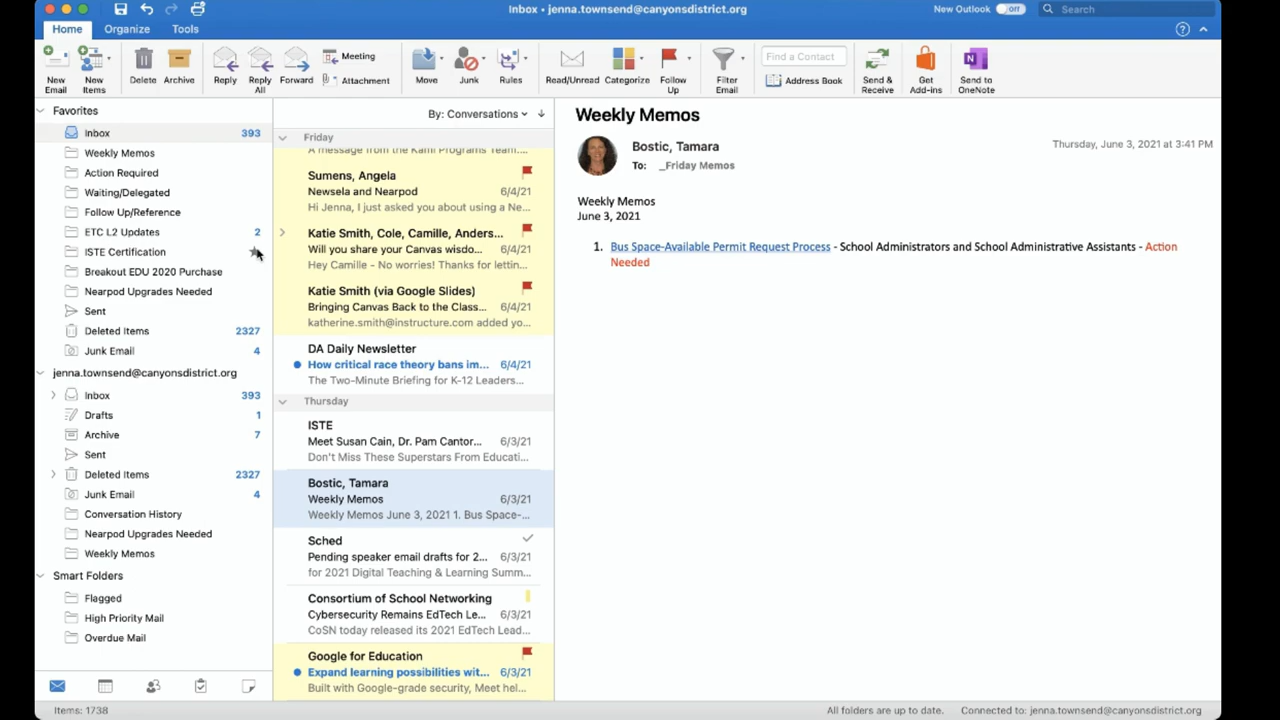 Inbox • jenna.townsend@canyonsdistrict.org
New Outlook Off
Search
Home Organize Tools
New Email
New Items
Delete
Archive
Reply
Reply All
Forward
Meeting
Attachment
Move
Junk
Rules
Read/Unread
Categorize
Follow Up
Filter Email
Find a Contact
Address Book
Send & Receive
Get Add-ins
Send to OneNote
Favorites
Inbox 393
Weekly Memos
Action Required
Waiting/Delegated
Follow Up/Reference
ETC L2 Updates 2
ISTE Certification
Breakout EDU 2020 Purchase
Nearpod Upgrades Needed
Sent
Deleted Items 2327
Junk Email 4
jenna.townsend@canyonsdistrict.org
Inbox 393
Drafts 1
Archive 7
Sent
Deleted Items 2327
Junk Email 4
Conversation History
Nearpod Upgrades Needed
Weekly Memos
Smart Folders
Flagged
High Priority Mail
Overdue Mail
Items: 1738
By: Conversations
Friday
A message from the Kami Programs Team...
Sumens, Angela
Newsela and Nearpod 6/4/21
Hi Jenna, I just asked you about using a Ne...
Katie Smith, Cole, Camille, Anders...
Will you share your Canvas wisdo... 6/4/21
Hey Camille - No worries! Thanks for lettin...
Katie Smith (via Google Slides)
Bringing Canvas Back to the Class... 6/4/21
katherine.smith@instructure.com added yo...
DA Daily Newsletter
How critical race theory bans im... 6/4/21
The Two-Minute Briefing for K-12 Leaders...
Thursday
ISTE
Meet Susan Cain, Dr. Pam Cantor... 6/3/21
Don't Miss These Superstars From Educati...
Bostic, Tamara
Weekly Memos 6/3/21
Weekly Memos June 3, 2021 1. Bus Space-...
Sched
Pending speaker email drafts for 2... 6/3/21
for 2021 Digital Teaching & Learning Summ...
Consortium of School Networking
Cybersecurity Remains EdTech Le... 6/3/21
CoSN today released its 2021 EdTech Lead...
Google for Education
Expand learning possibilities wit... 6/3/21
Built with Google-grade security, Meet hel...
Weekly Memos
Bostic, Tamara
Thursday, June 3, 2021 at 3:41 PM
To: _Friday Memos
Weekly Memos
June 3, 2021
1. Bus Space-Available Permit Request Process - School Administrators and School Administrative Assistants - Action
Needed
All folders are up to date. Connected to: jenna.townsend@canyonsdistrict.org